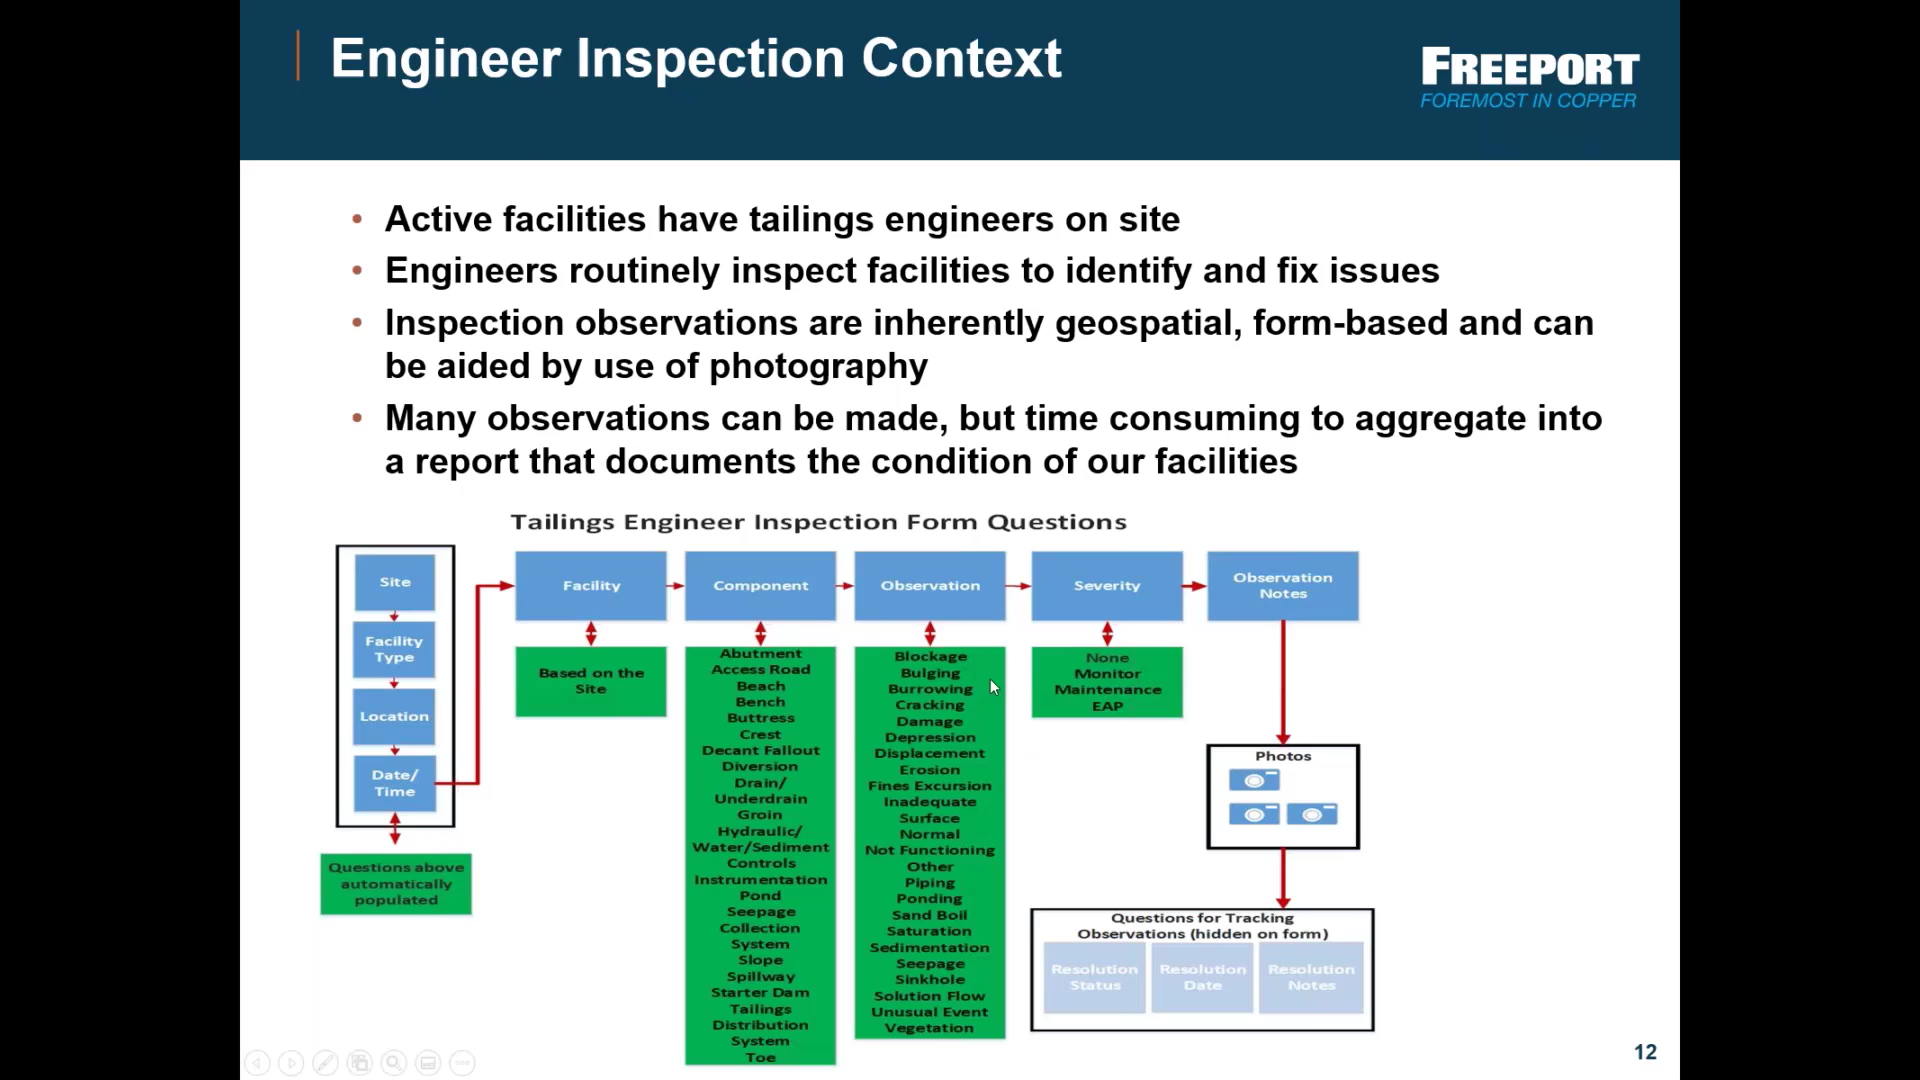 Engineer Inspection Context
FREEPORT
FOREMOST IN COPPER
• Active facilities have tailings engineers on site
• Engineers routinely inspect facilities to identify and fix issues
• Inspection observations are inherently geospatial, form-based and can
be aided by use of photography
• Many observations can be made, but time consuming to aggregate into
a report that documents the condition of our facilities
Tailings Engineer Inspection Form Questions
Site
Facility
Type
Location
Date/
Time
Questions above
automatically
populated
Facility
Based on the
Site
Component
Abutment
Access Road
Beach
Bench
Buttress
Crest
Decant Fallout
Diversion
Drain/
Underdrain
Groin
Hydraulic/
Water/Sediment
Controls
Instrumentation
Pond
Seepage
Collection
System
Slope
Spillway
Starter Dam
Tailings
Distribution
System
Toe
Observation
Blockage
Bulging
Burrowing
Cracking
Damage
Depression
Displacement
Erosion
Fines Excursion
Inadequate
Surface
Normal
Not Functioning
Other
Piping
Ponding
Sand Boil
Saturation
Sedimentation
Seepage
Sinkhole
Solution Flow
Unusual Event
Vegetation
Severity
None
Monitor
Maintenance
EAP
Observation
Notes
Photos
Questions for Tracking
Observations (hidden on form)
Resolution
Status
Resolution
Date
Resolution
Notes
12